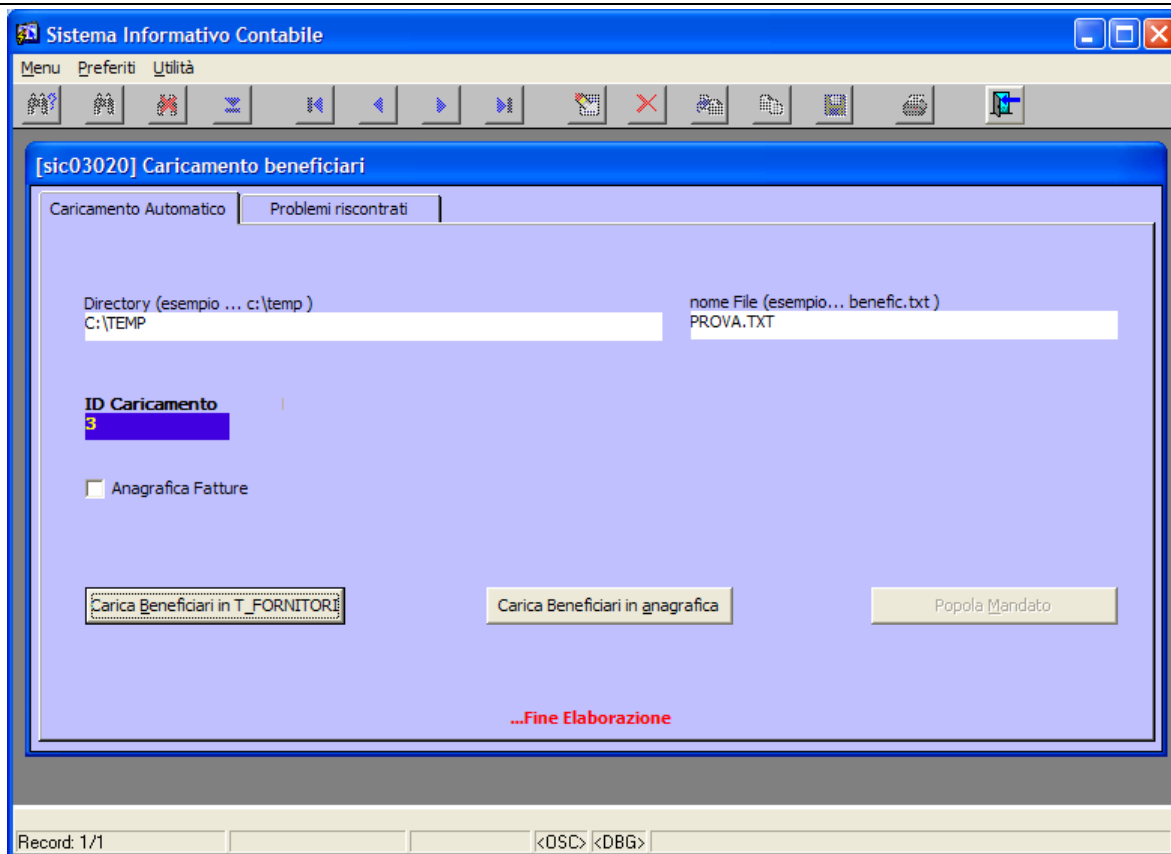 Sistema Informativo Contabile
Menu Preferiti Utilità
[sic03020] Caricamento beneficiari
Caricamento Automatico Problemi riscontrati
Directory (esempio ... c:\temp ) nome File (esempio... benefic.txt )
C:\TEMP PROVA.TXT
ID Caricamento
3
Anagrafica Fatture
Carica Beneficiari in T_FORNITORI Carica Beneficiari in anagrafica Popola Mandato
...Fine Elaborazione
Record: 1/1 <OSC> <DBG>